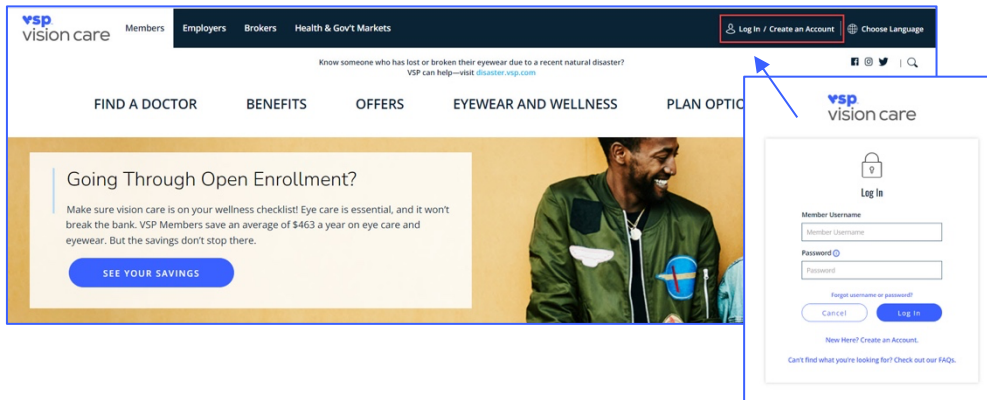 vsp
vision care
Members Employers Brokers Health & Gov't Markets
Log In / Create an Account
Choose Language
Know someone who has lost or broken their eyewear due to a recent natural disaster?
VSP can help—visit disaster.vsp.com
FIND A DOCTOR BENEFITS OFFERS EYEWEAR AND WELLNESS PLAN OPTIO
Going Through Open Enrollment?
Make sure vision care is on your wellness checklist! Eye care is essential, and it won't
break the bank. VSP Members save an average of $463 a year on eye care and
eyewear. But the savings don't stop there.
SEE YOUR SAVINGS
vsp
vision care
Log In
Member Username
Member Username
Password
Password
Forgot username or password?
Cancel Log In
New Here? Create an Account.
Can't find what you're looking for? Check out our FAQs.